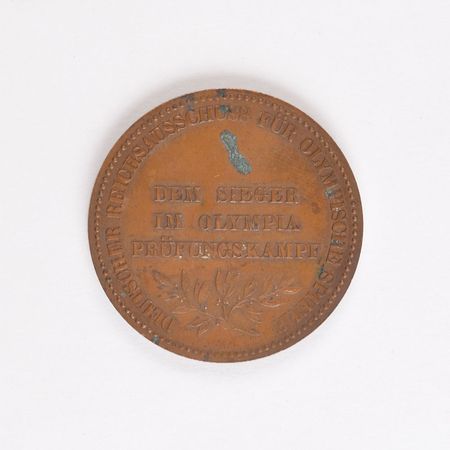 DEUTSCHER REICHSAUSSCHUSS FÜR OLYMPISCHE SPIELE
DEM SIEGER
IM OLYMPIA
PRÜFUNGSKAMPF